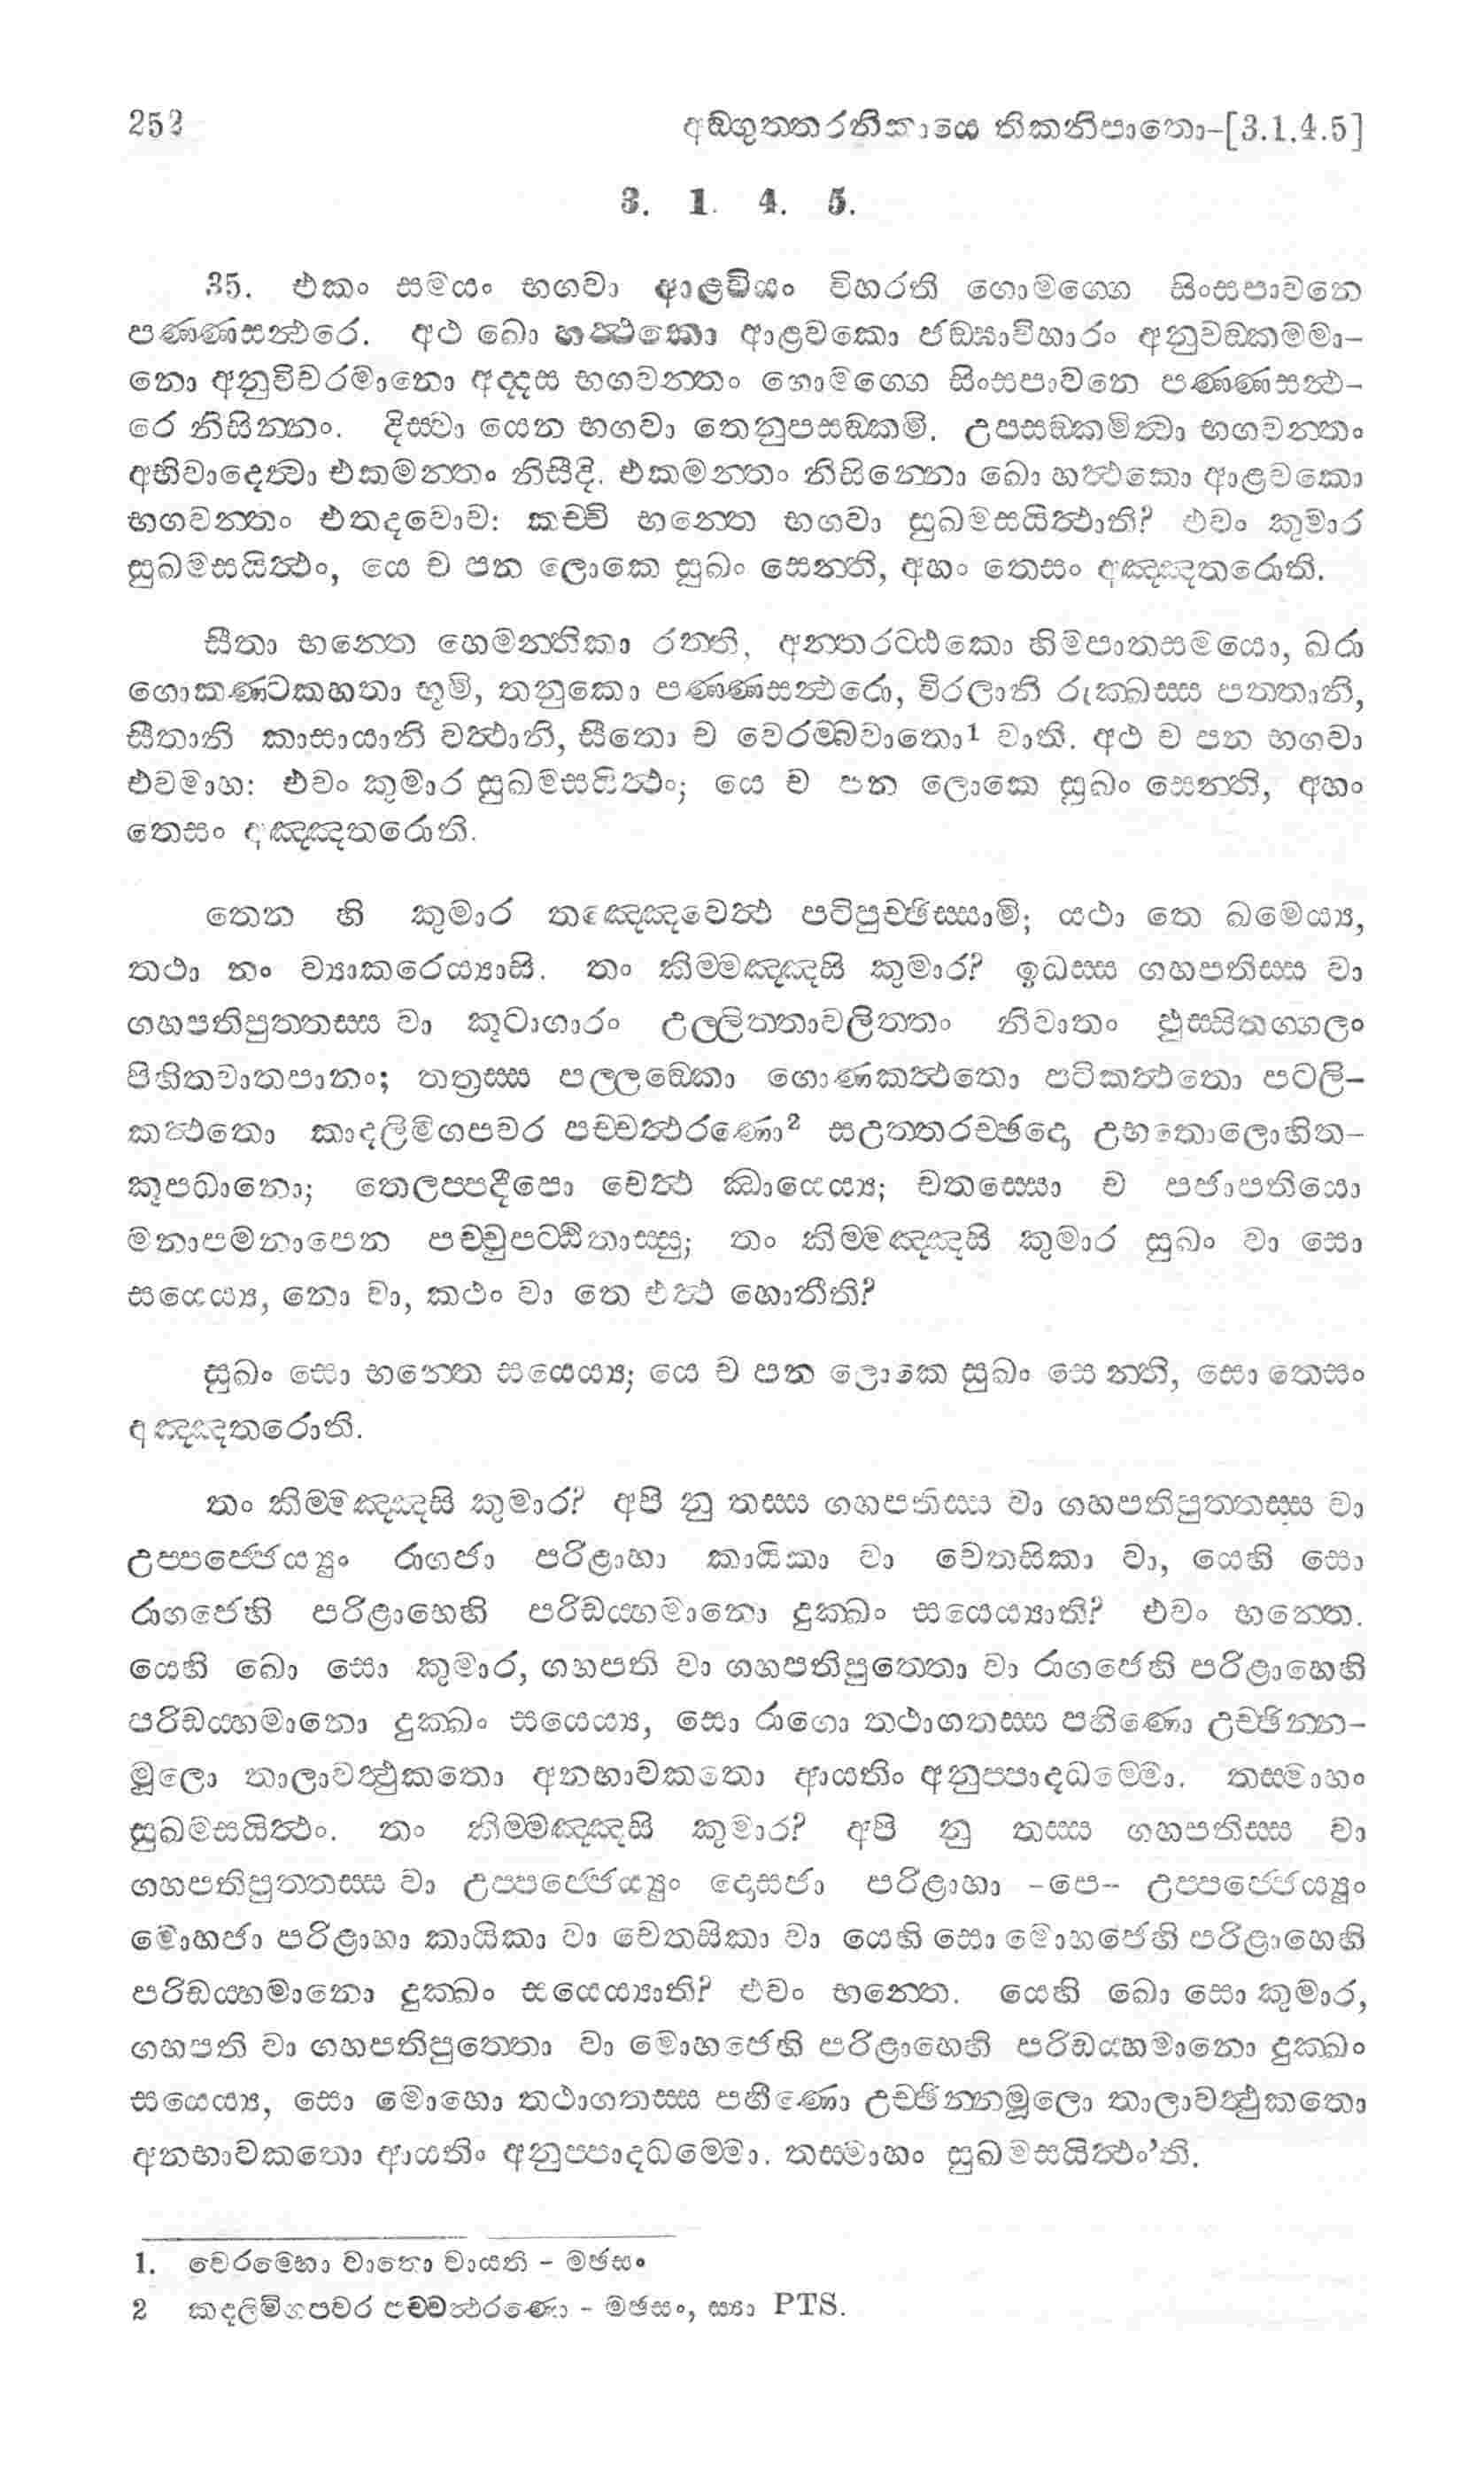 252 අඞ්ගුත්තරනිකායෙ තිකනිපාතො-[3.1.4.5]
3. 1. 4. 5.
35. එකං සමයං භගවා ආළවියං විහරති ගොමග්ගෙ සිංසපාවනෙ
පණ්ණසන්ථරෙ. අථ ඛො හත්ථකො ආළවකො ජඞ්ඝාවිහාරං අනුචඞ්කමමා-
නො අනුවිචරමානො අද්දස භගවන්තං ගොමග්ගෙ සිංසපාවනෙ පණ්ණසන්ථ-
රෙ නිසින්නං. දිස්වා යෙන භගවා තෙනුපසඞ්කමි. උපසඞ්කමිත්වා භගවන්තං
අභිවාදෙත්වා එකමන්තං නිසීදි. එකමන්තං නිසින්නො ඛො හත්ථකො ආළවකො
භගවන්තං එතදවොච: කච්චි භන්තෙ භගවා සුඛමසයිත්ථාති? එවං කුමාර
සුඛමසයිත්ථං, යෙ ච පන ලොකෙ සුඛං සෙන්ති, අහං තෙසං අඤ්ඤතරොති.
සීතා භන්තෙ හෙමන්තිකා රත්ති, අන්තරට්ඨකො හිමපාතසමයො, ඛරා
ගොකණ්ටකහතා භූමි, තනුකො පණ්ණසන්ථරො, විරලානි රුක්ඛස්ස පත්තානි,
සීතානි කාසායානි වත්ථානි, සීතො ච වෙරම්බවාතො¹ වාති. අථ ච පන භගවා
එවමාහ: එවං කුමාර සුඛමසයිත්ථං; යෙ ච පන ලොකෙ සුඛං සෙන්ති, අහං
තෙසං අඤ්ඤතරොති.
තෙන හි කුමාර තඤ්ඤෙවෙත්ථ පටිපුච්ඡිස්සාමි; යථා තෙ ඛමෙය්‍ය,
තථා නං ව්‍යාකරෙය්‍යාසි. තං කිම්මඤ්ඤසි කුමාර? ඉධස්ස ගහපතිස්ස වා
ගහපතිපුත්තස්ස වා කූටාගාරං උල්ලිත්තාවලිත්තං නිවාතං ඵුස්සිතග්ගලං
පිහිතවාතපානං; තත්‍රස්ස පල්ලඞ්කො ගොණකත්ථතො පටිකත්ථතො පටලි-
කත්ථතො කාදලිමිගපවර පච්චත්ථරණො² සඋත්තරච්ඡදො උභතොලොහිත-
කූපධානො; තෙලප්පදීපො චෙත්ථ ඣායෙය්‍ය; චතස්සො ච පජාපතියො
මනාපමනාපෙන පච්චුපට්ඨිතාස්සු; තං කිම්මඤ්ඤසි කුමාර සුඛං වා සො
සයෙය්‍ය, නො වා, කථං වා තෙ එත්ථ හොතීති?
සුඛං සො භන්තෙ සයෙය්‍ය; යෙ ච පන ලොකෙ සුඛං සෙන්ති, සො තෙසං
අඤ්ඤතරොති.
තං කිම්මඤ්ඤසි කුමාර? අපි නු තස්ස ගහපතිස්ස වා ගහපතිපුත්තස්ස වා
උප්පජ්ජෙය්‍යුං රාගජා පරිළාහා කායිකා වා චෙතසිකා වා, යෙහි සො
රාගජෙහි පරිළාහෙහි පරිඩය්හමානො දුක්ඛං සයෙය්‍යාති? එවං භන්තෙ.
යෙහි ඛො සො කුමාර, ගහපති වා ගහපතිපුත්තො වා රාගජෙහි පරිළාහෙහි
පරිඩය්හමානො දුක්ඛං සයෙය්‍ය, සො රාගො තථාගතස්ස පහීණො උච්ඡින්න-
මූලො තාලාවත්ථුකතො අනභාවකතො ආයතිං අනුප්පාදධම්මො. තස්මාහං
සුඛමසයිත්ථං. තං කිම්මඤ්ඤසි කුමාර? අපි නු තස්ස ගහපතිස්ස වා
ගහපතිපුත්තස්ස වා උප්පජ්ජෙය්‍යුං දොසජා පරිළාහා -පෙ- උප්පජ්ජෙය්‍යුං
මොහජා පරිළාහා කායිකා වා චෙතසිකා වා යෙහි සො මොහජෙහි පරිළාහෙහි
පරිඩය්හමානො දුක්ඛං සයෙය්‍යාති? එවං භන්තෙ. යෙහි ඛො සො කුමාර,
ගහපති වා ගහපතිපුත්තො වා මොහජෙහි පරිළාහෙහි පරිඩය්හමානො දුක්ඛං
සයෙය්‍ය, සො මොහො තථාගතස්ස පහීණො උච්ඡින්නමූලො තාලාවත්ථුකතො
අනභාවකතො ආයතිං අනුප්පාදධම්මො. තස්මාහං සුඛමසයිත්ථං’ති.
1. වෙරම්භො වාතො වායති - මඡසං
2 කදලිමිගපවර පච්චත්ථරණො - මඡසං, ස්‍යා PTS.